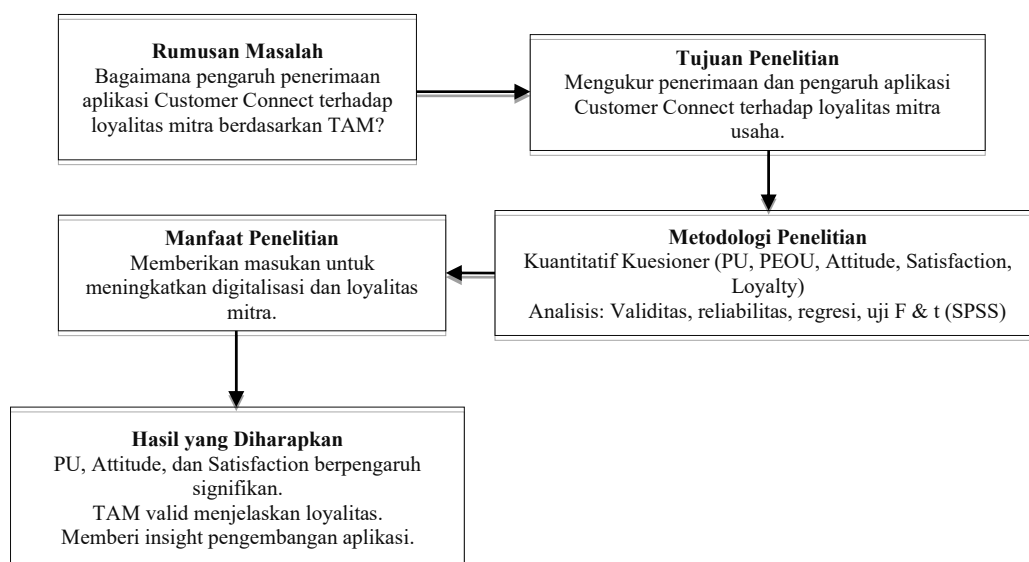 Rumusan Masalah
Bagaimana pengaruh penerimaan
aplikasi Customer Connect terhadap
loyalitas mitra berdasarkan TAM?
Tujuan Penelitian
Mengukur penerimaan dan pengaruh aplikasi
Customer Connect terhadap loyalitas mitra
usaha.
Metodologi Penelitian
Kuantitatif Kuesioner (PU, PEOU, Attitude, Satisfaction,
Loyalty)
Analisis: Validitas, reliabilitas, regresi, uji F & t (SPSS)
Manfaat Penelitian
Memberikan masukan untuk
meningkatkan digitalisasi dan loyalitas
mitra.
Hasil yang Diharapkan
PU, Attitude, dan Satisfaction berpengaruh
signifikan.
TAM valid menjelaskan loyalitas.
Memberi insight pengembangan aplikasi.